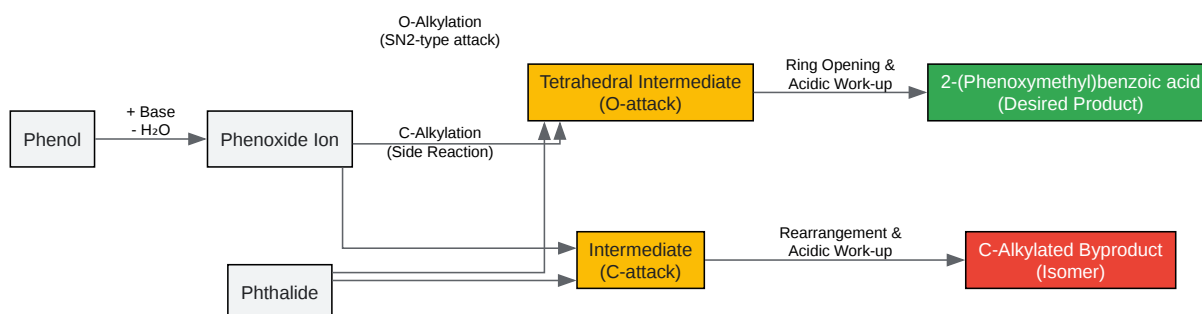 O-Alkylation
(SN2-type attack)
Tetrahedral Intermediate
(O-attack)
Ring Opening &
Acidic Work-up
2-(Phenoxymethyl)benzoic acid
(Desired Product)
Phenol
+ Base
- H₂O
Phenoxide Ion
C-Alkylation
(Side Reaction)
Intermediate
(C-attack)
Rearrangement &
Acidic Work-up
C-Alkylated Byproduct
(Isomer)
Phthalide